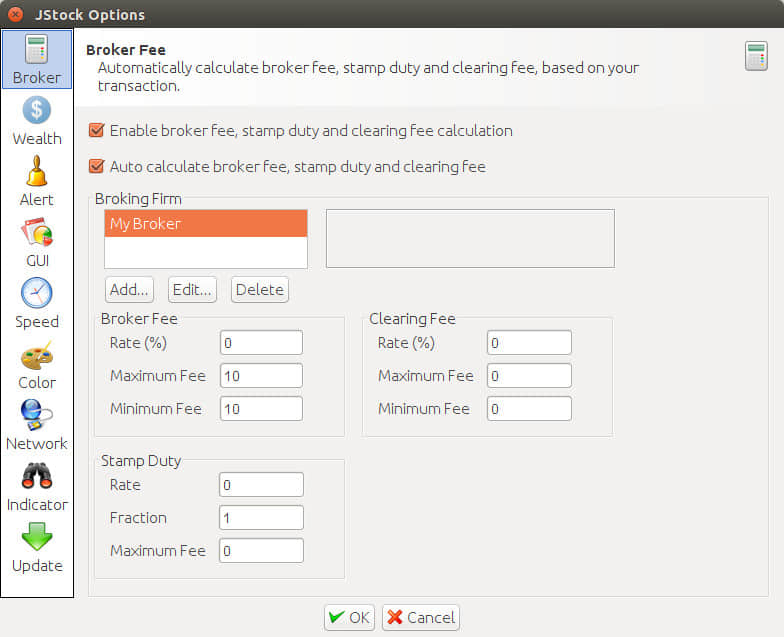 JStock Options
Broker
Wealth
Alert
GUI
Speed
Color
Network
Indicator
Update
Broker Fee
Automatically calculate broker fee, stamp duty and clearing fee, based on your
transaction.
Enable broker fee, stamp duty and clearing fee calculation
Auto calculate broker fee, stamp duty and clearing fee
Broking Firm
My Broker
Add... Edit... Delete
Broker Fee
Rate (%) 0
Maximum Fee 10
Minimum Fee 10
Clearing Fee
Rate (%) 0
Maximum Fee 0
Minimum Fee 0
Stamp Duty
Rate 0
Fraction 1
Maximum Fee 0
OK Cancel